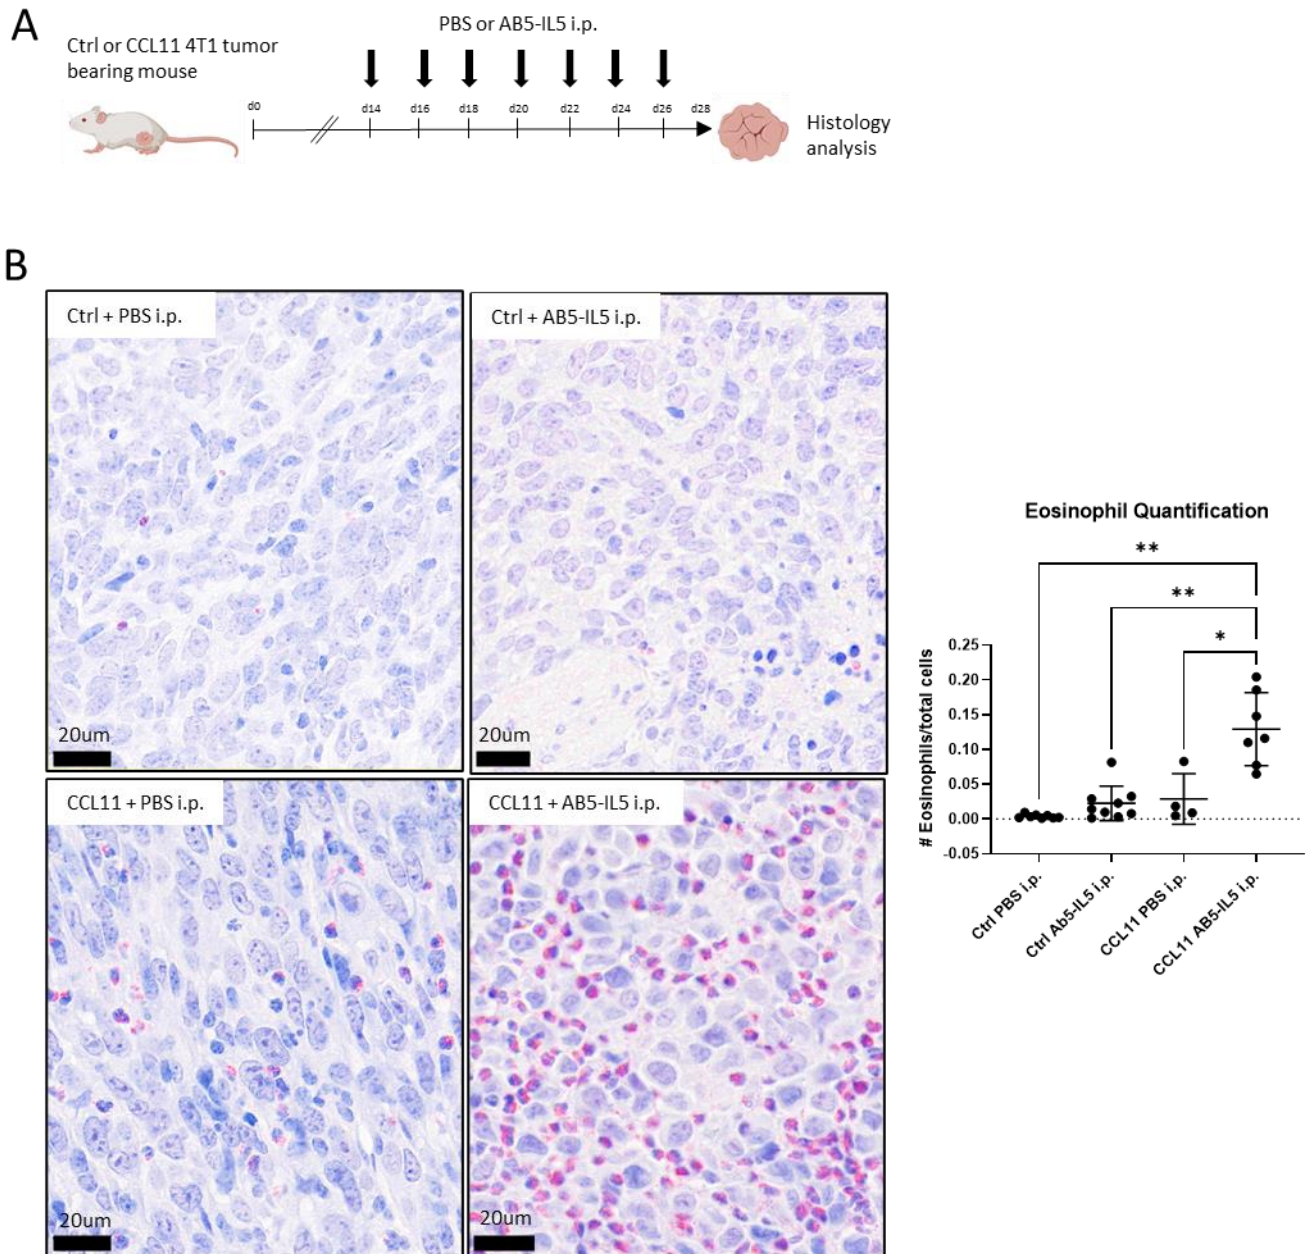 A
Ctrl or CCL11 4T1 tumor
bearing mouse
PBS or AB5-IL5 i.p.
d0
d14
d16
d18
d20
d22
d24
d26
d28
Histology
analysis
B
Ctrl + PBS i.p.
20um
Ctrl + AB5-IL5 i.p.
20um
CCL11 + PBS i.p.
20um
CCL11 + AB5-IL5 i.p.
20um
Eosinophil Quantification
**
**
*
# Eosinophils/total cells
0.25
0.20
0.15
0.10
0.05
0.00
-0.05
Ctrl PBS i.p.
Ctrl Ab5-IL5 i.p.
CCL11 PBS i.p.
CCL11 AB5-IL5 i.p.